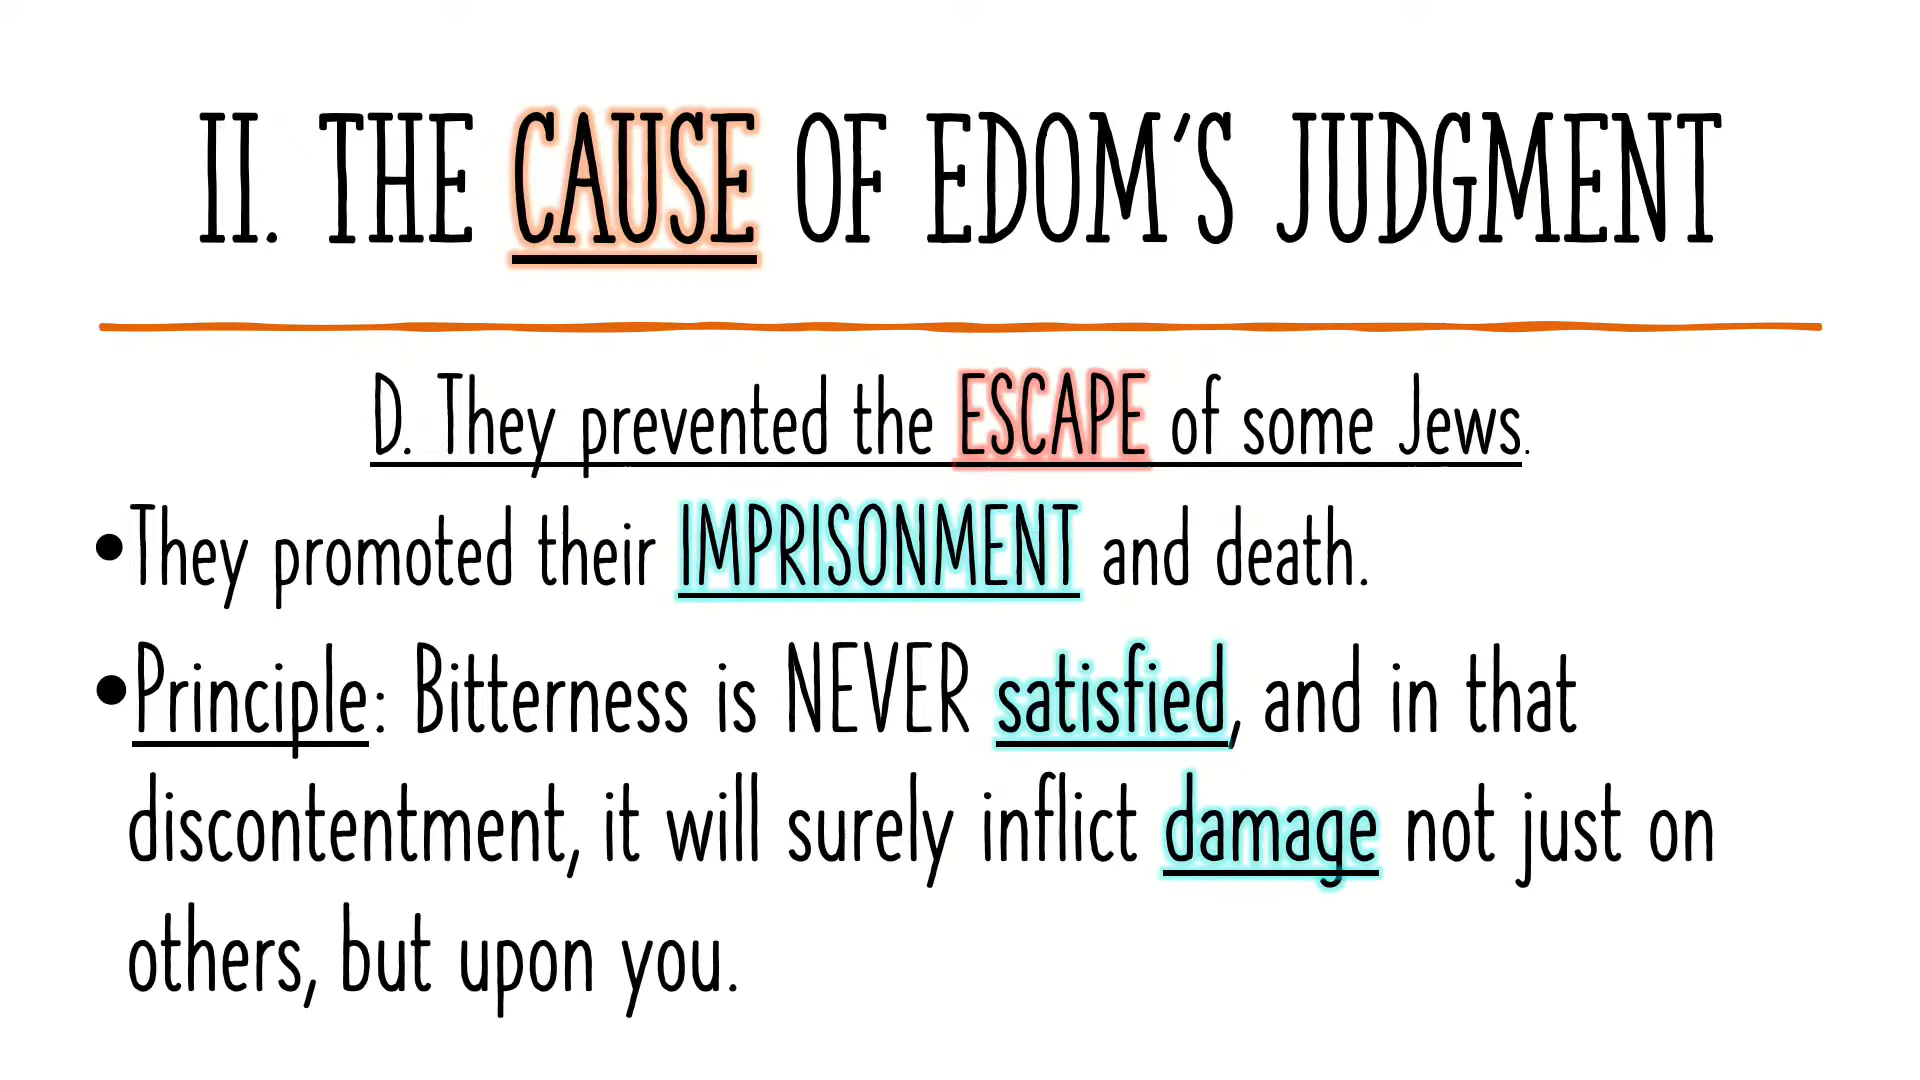 II. THE CAUSE OF EDOM'S JUDGMENT
D. They prevented the ESCAPE of some Jews.
•They promoted their IMPRISONMENT and death.
•Principle: Bitterness is NEVER satisfied, and in that
discontentment, it will surely inflict damage not just on
others, but upon you.